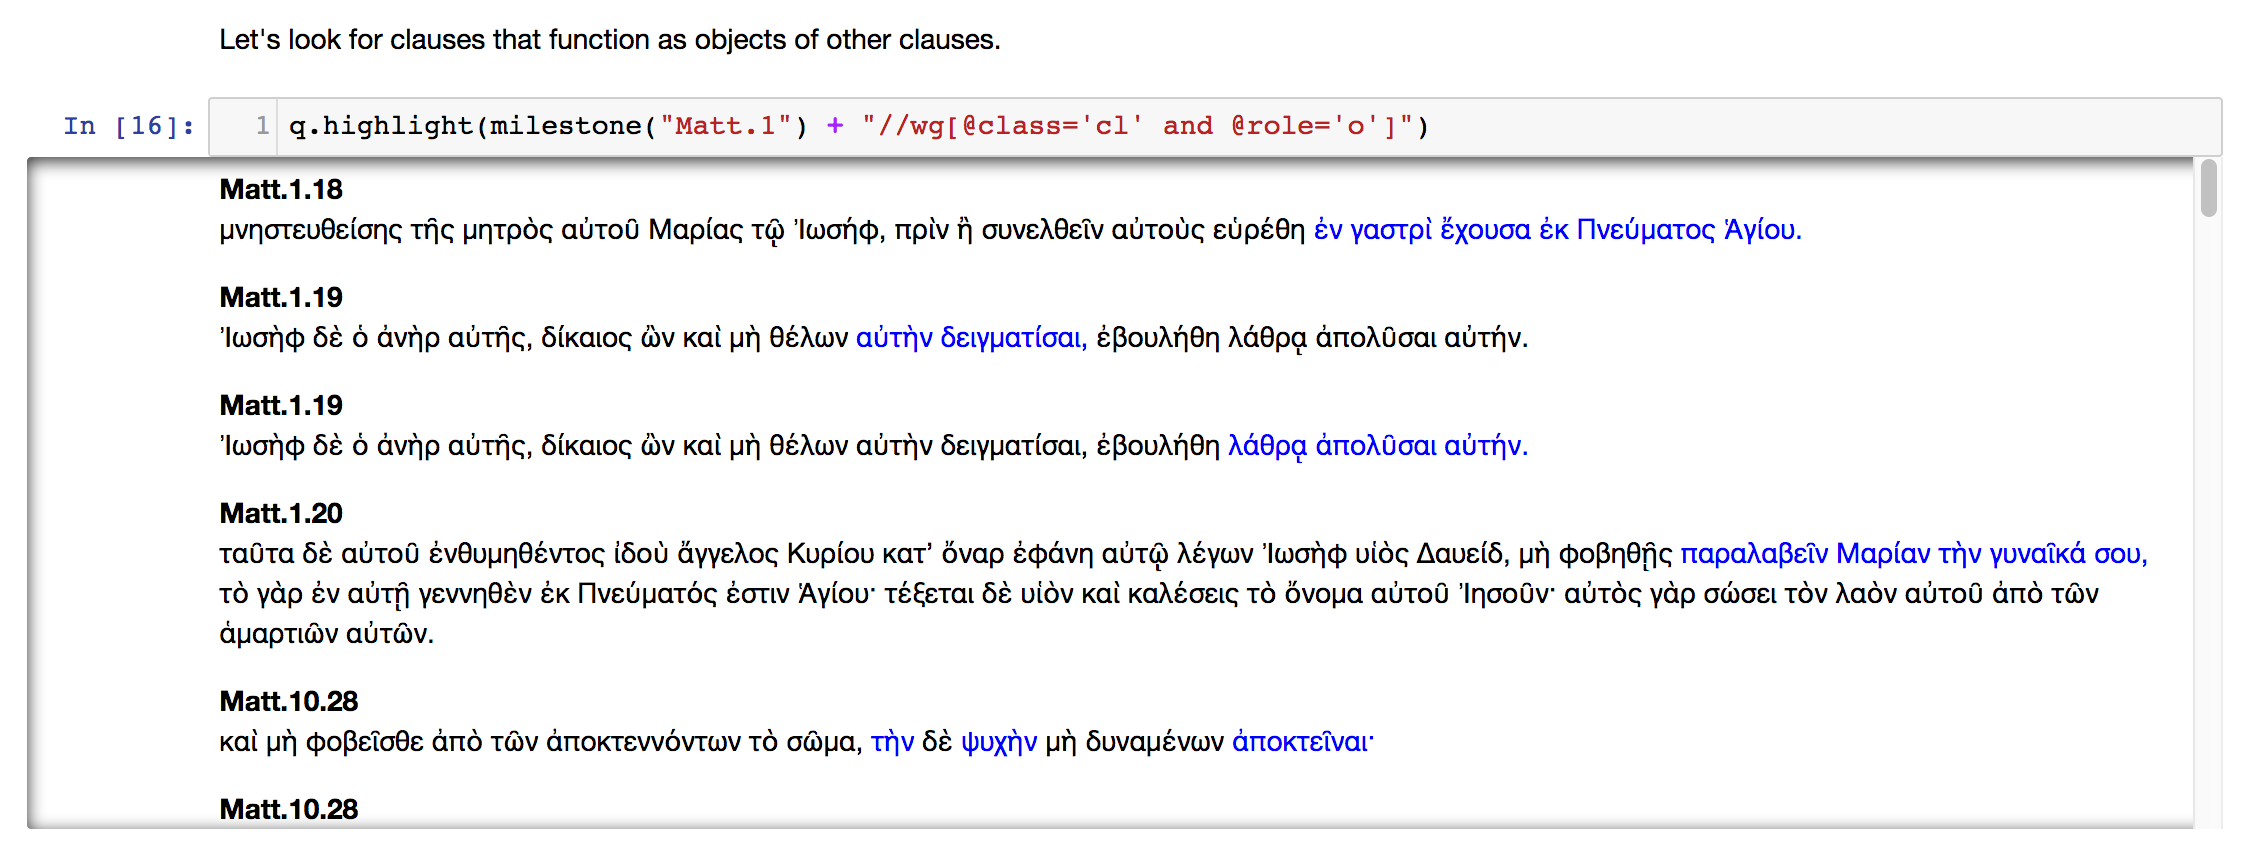 Let's look for clauses that function as objects of other clauses.
In [16]: 1 q.highlight(milestone("Matt.1") + "//wg[@class='cl' and @role='o']")
Matt.1.18
μνηστευθείσης τῆς μητρὸς αὐτοῦ Μαρίας τῷ Ἰωσήφ, πρὶν ἢ συνελθεῖν αὐτοὺς εὑρέθη ἐν γαστρὶ ἔχουσα ἐκ Πνεύματος Ἁγίου.
Matt.1.19
Ἰωσὴφ δὲ ὁ ἀνὴρ αὐτῆς, δίκαιος ὢν καὶ μὴ θέλων αὐτὴν δειγματίσαι, ἐβουλήθη λάθρᾳ ἀπολῦσαι αὐτήν.
Matt.1.19
Ἰωσὴφ δὲ ὁ ἀνὴρ αὐτῆς, δίκαιος ὢν καὶ μὴ θέλων αὐτὴν δειγματίσαι, ἐβουλήθη λάθρᾳ ἀπολῦσαι αὐτήν.
Matt.1.20
ταῦτα δὲ αὐτοῦ ἐνθυμηθέντος ἰδοὺ ἄγγελος Κυρίου κατ’ ὄναρ ἐφάνη αὐτῷ λέγων Ἰωσὴφ υἱὸς Δαυείδ, μὴ φοβηθῇς παραλαβεῖν Μαρίαν τὴν γυναῖκά σου,
τὸ γὰρ ἐν αὐτῇ γεννηθὲν ἐκ Πνεύματός ἐστιν Ἁγίου· τέξεται δὲ υἱὸν καὶ καλέσεις τὸ ὄνομα αὐτοῦ Ἰησοῦν· αὐτὸς γὰρ σώσει τὸν λαὸν αὐτοῦ ἀπὸ τῶν
ἁμαρτιῶν αὐτῶν.
Matt.10.28
καὶ μὴ φοβεῖσθε ἀπὸ τῶν ἀποκτεννόντων τὸ σῶμα, τὴν δὲ ψυχὴν μὴ δυναμένων ἀποκτεῖναι·
Matt.10.28